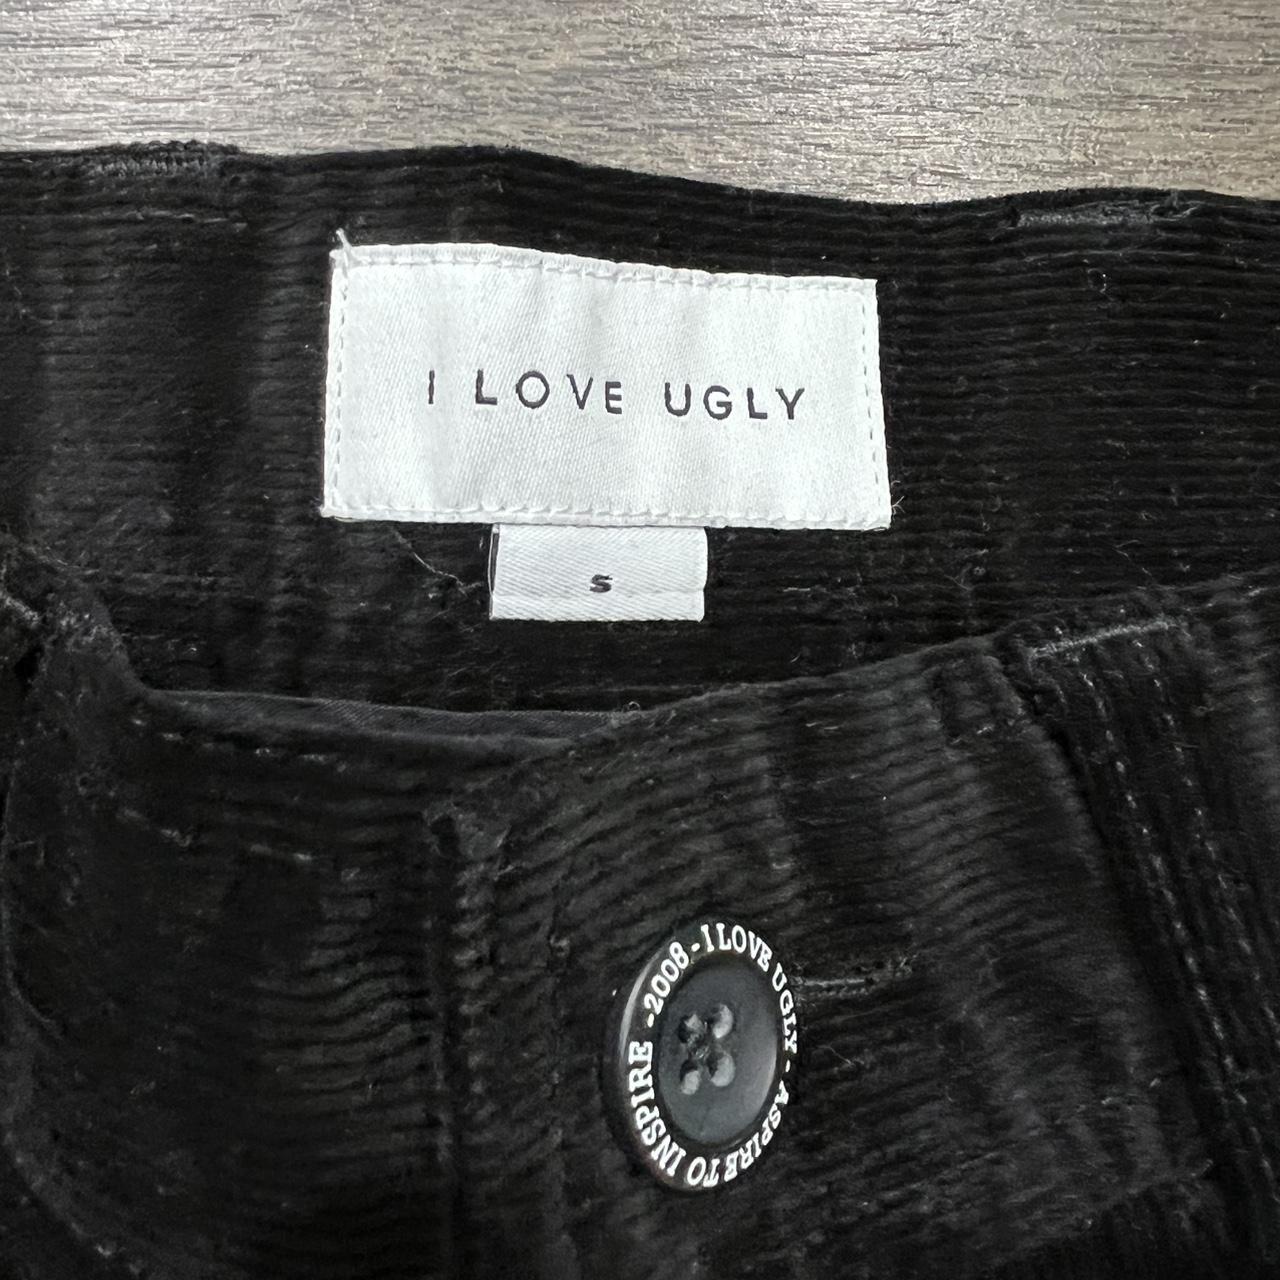 I LOVE UGLY
S
I LOVE UGLY - ASPIRE TO INSPIRE - 2008 -